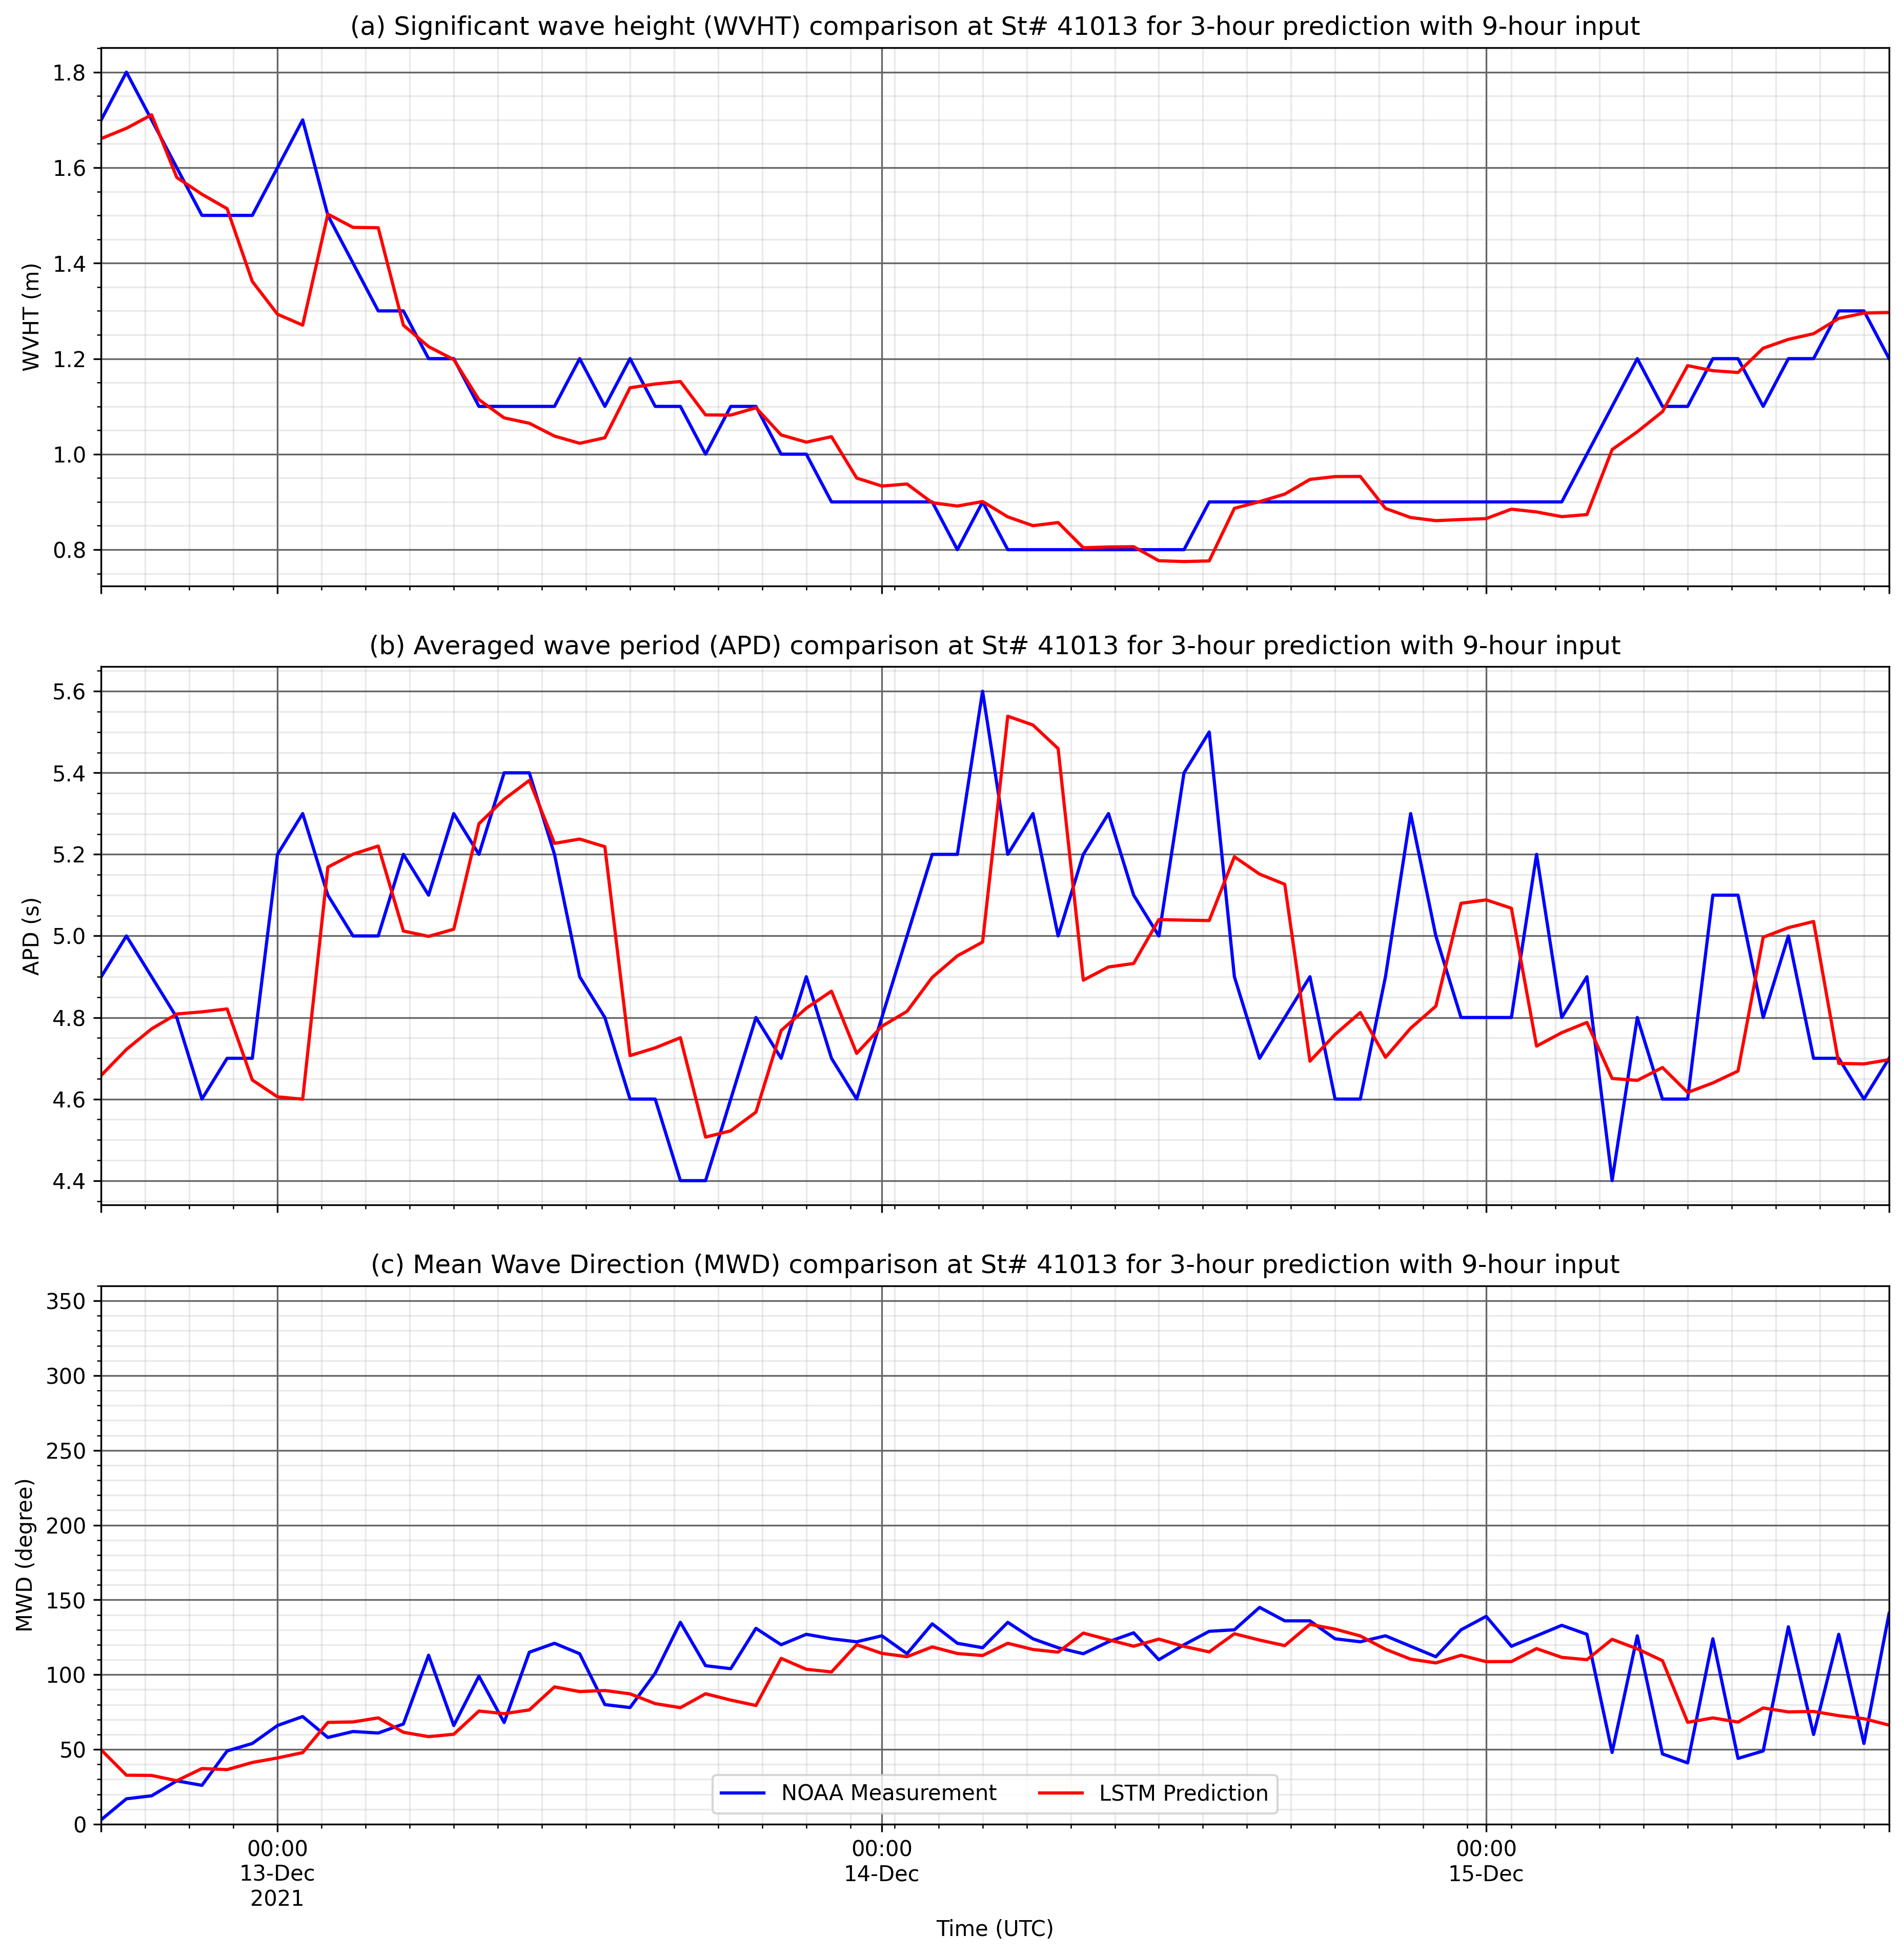 (a) Significant wave height (WVHT) comparison at St# 41013 for 3-hour prediction with 9-hour input
1.8
1.6
1.4
1.2
1.0
0.8
WVHT (m)
(b) Averaged wave period (APD) comparison at St# 41013 for 3-hour prediction with 9-hour input
5.6
5.4
5.2
5.0
4.8
4.6
4.4
APD (s)
(c) Mean Wave Direction (MWD) comparison at St# 41013 for 3-hour prediction with 9-hour input
350
300
250
200
150
100
50
0
MWD (degree)
NOAA Measurement LSTM Prediction
00:00 00:00 00:00
13-Dec 14-Dec 15-Dec
2021
Time (UTC)